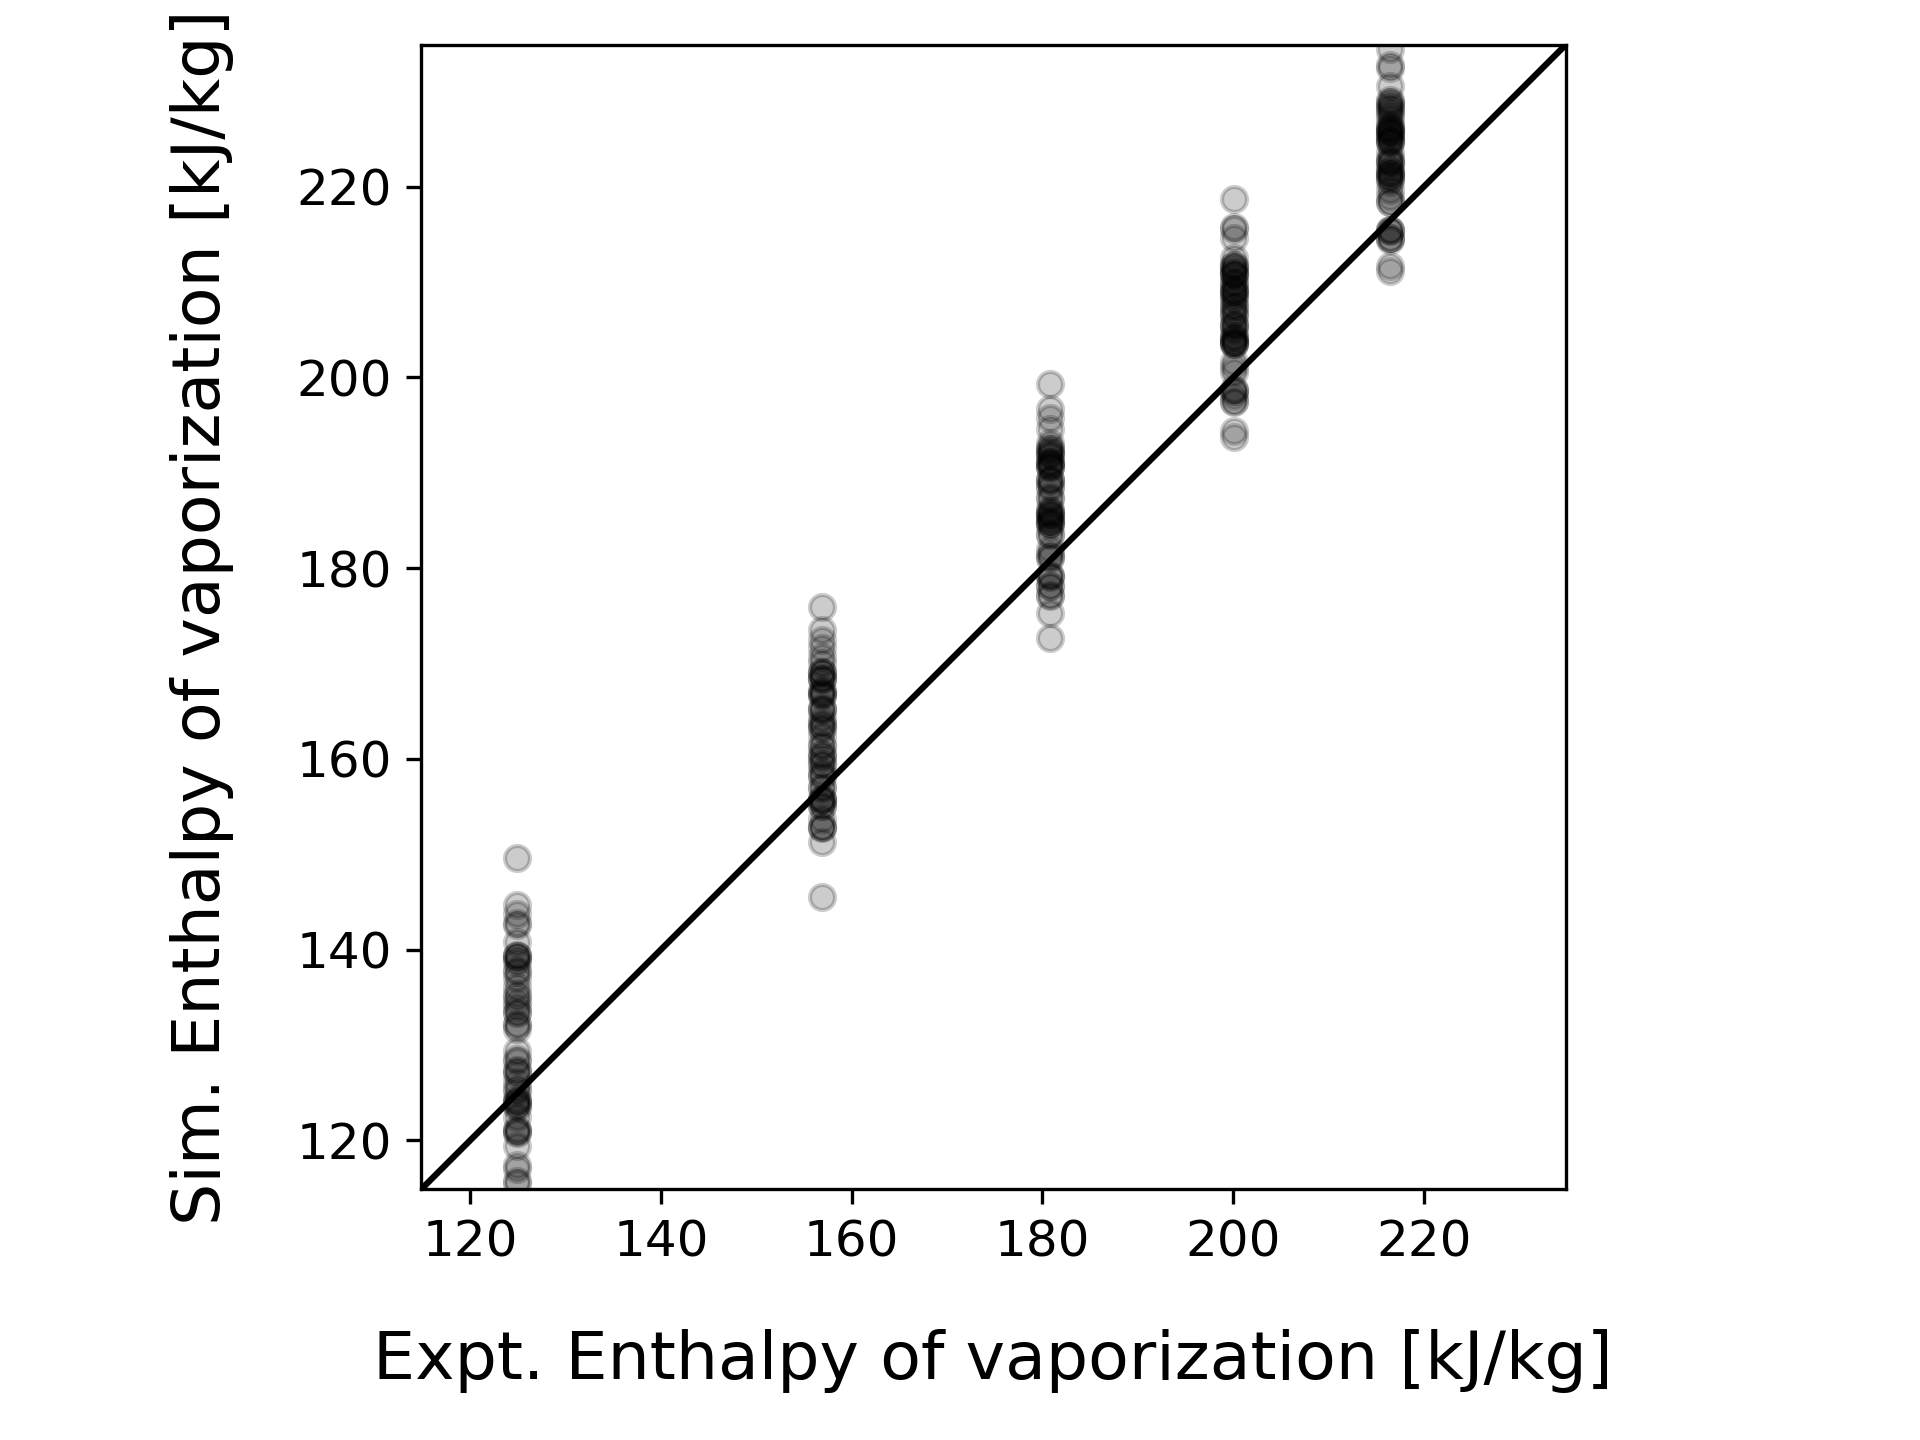 Sim. Enthalpy of vaporization [kJ/kg]
220
200
180
160
140
120
120 140 160 180 200 220
Expt. Enthalpy of vaporization [kJ/kg]